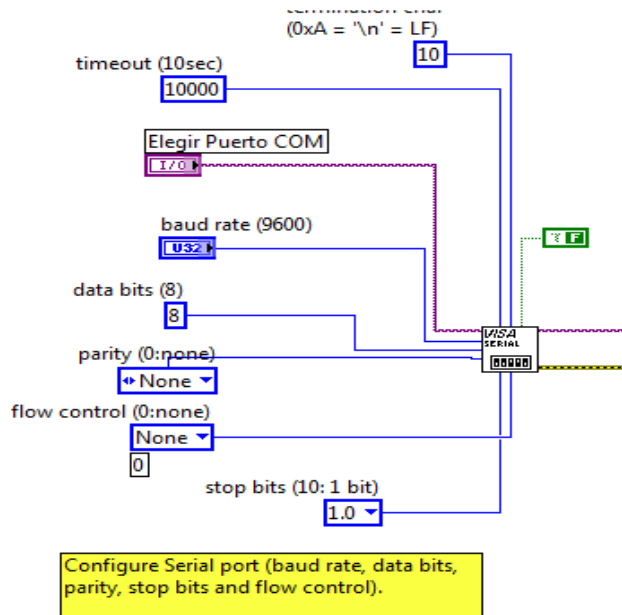 termination char
(0xA = '\n' = LF)
10
timeout (10sec)
10000
Elegir Puerto COM
I/O
baud rate (9600)
U32
F
data bits (8)
8
VISA
SERIAL
parity (0:none)
None
flow control (0:none)
None
0
stop bits (10: 1 bit)
1.0
Configure Serial port (baud rate, data bits,
parity, stop bits and flow control).